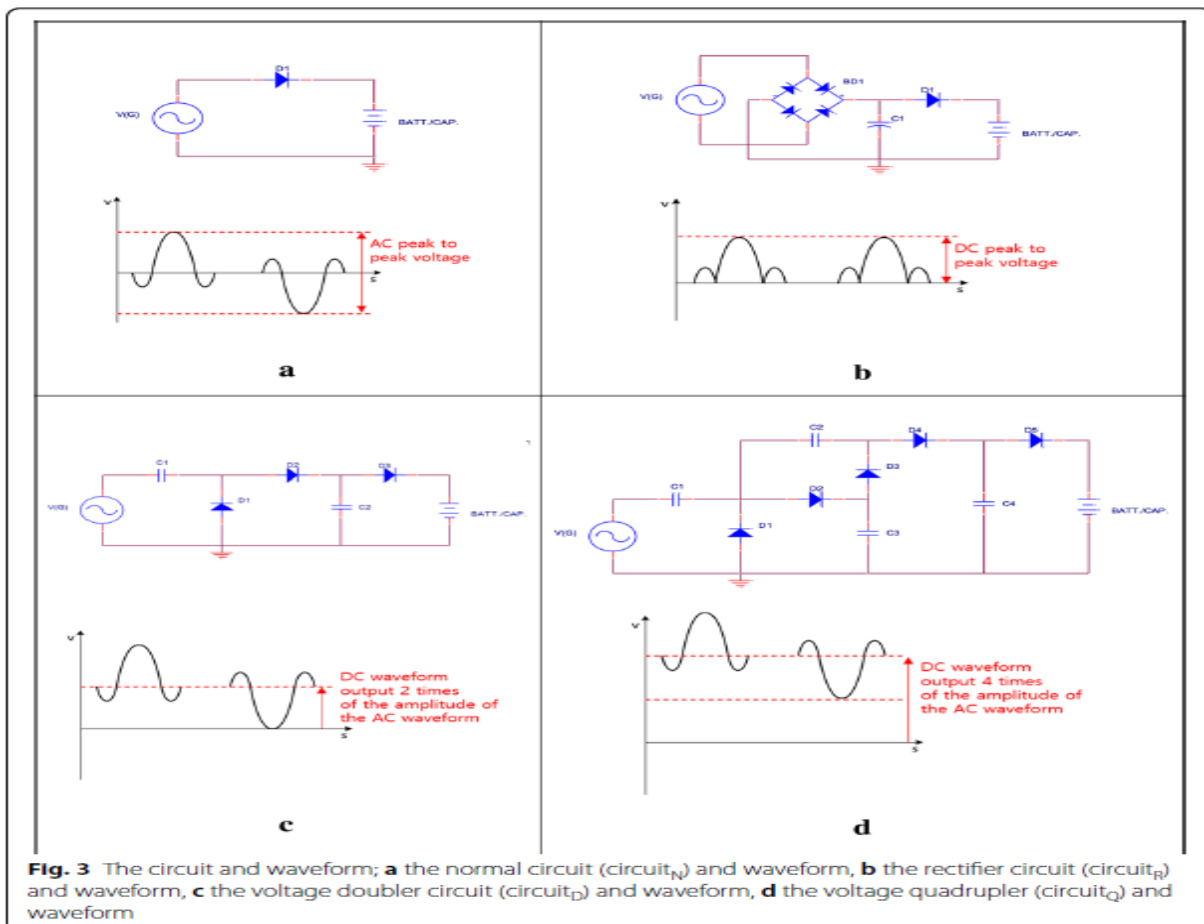 D1
V(G)
BATT./CAP.
V
AC peak to
peak voltage
s
a
BD1
V(G)
D1
C1
BATT./CAP.
V
DC peak to
peak voltage
s
b
C1
D2
D3
V(G)
D1
C2
BATT./CAP.
V
DC waveform
output 2 times
of the amplitude of
the AC waveform
s
c
C2
D4
D5
D3
C1
D2
V(G)
D1
C3
C4
BATT./CAP.
V
DC waveform
output 4 times
of the amplitude of
the AC waveform
s
d
Fig. 3 The circuit and waveform; a the normal circuit (circuitN) and waveform, b the rectifier circuit (circuitR)
and waveform, c the voltage doubler circuit (circuitD) and waveform, d the voltage quadrupler (circuitQ) and
waveform